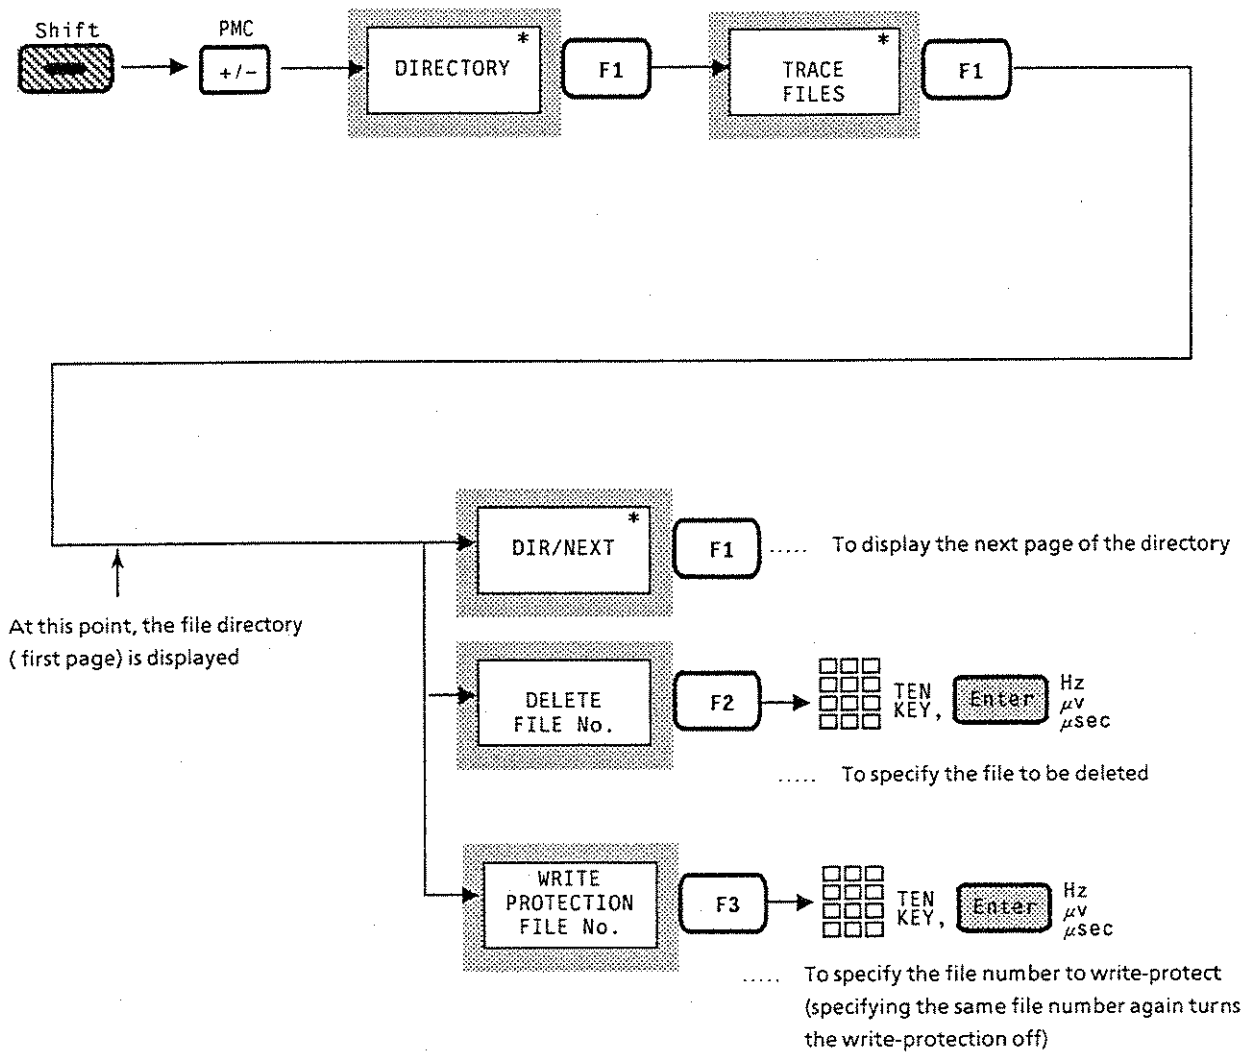 Shift
PMC
+/-
DIRECTORY
*
F1
TRACE
FILES
*
F1
DIR/NEXT
*
F1
..... To display the next page of the directory
At this point, the file directory
( first page) is displayed
DELETE
FILE No.
F2
TEN
KEY,
Enter
Hz
μv
μsec
..... To specify the file to be deleted
WRITE
PROTECTION
FILE No.
F3
TEN
KEY,
Enter
Hz
μv
μsec
..... To specify the file number to write-protect
(specifying the same file number again turns
the write-protection off)